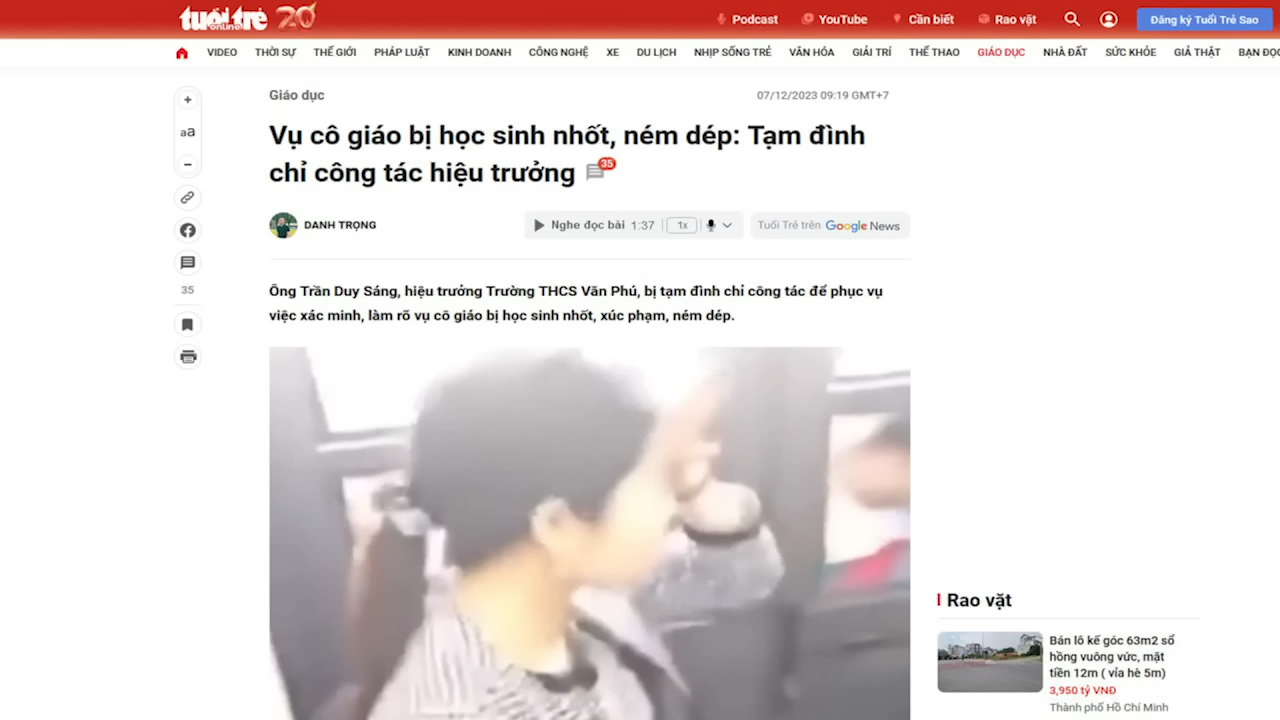 tuổi trẻ online 20
Podcast YouTube Cần biết Rao vặt Đăng ký Tuổi Trẻ Sao
VIDEO THỜI SỰ THẾ GIỚI PHÁP LUẬT KINH DOANH CÔNG NGHỆ XE DU LỊCH NHỊP SỐNG TRẺ VĂN HÓA GIẢI TRÍ THỂ THAO GIÁO DỤC NHÀ ĐẤT SỨC KHỎE GIẢ THẬT BẠN ĐỌC
Giáo dục 07/12/2023 09:19 GMT+7
+
aA
−
Vụ cô giáo bị học sinh nhốt, ném dép: Tạm đình
chỉ công tác hiệu trưởng 35
DANH TRỌNG Nghe đọc bài 1:37 1x Tuổi Trẻ trên Google News
35
Ông Trần Duy Sáng, hiệu trưởng Trường THCS Văn Phú, bị tạm đình chỉ công tác để phục vụ
việc xác minh, làm rõ vụ cô giáo bị học sinh nhốt, xúc phạm, ném dép.
Rao vặt
Bán lô kế góc 63m2 sổ
hồng vuông vức, mặt
tiền 12m ( vỉa hè 5m)
3,950 tỷ VNĐ
Thành phố Hồ Chí Minh